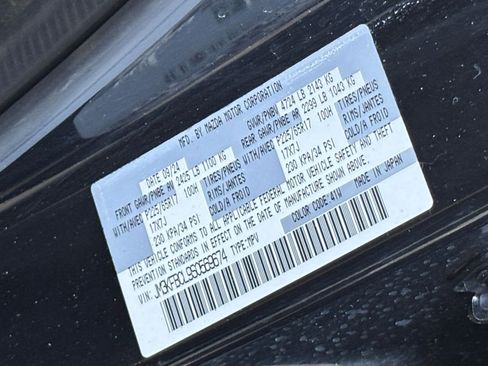 MFG. BY MAZDA MOTOR CORPORATION
DATE 09/24 GVWR/PNBV 4724 LB 2143 KG
FRONT GAWR/PNBE AV 2425 LB 1100 KG REAR GAWR/PNBE AR 2299 LB 1043 KG
WITH/AVEC P225/65R17 100H TIRES/PNEUS WITH/AVEC P225/65R17 100H TIRES/PNEUS
17X7J RIMS/JANTES 17X7J RIMS/JANTES
230 KPA/34 PSI COLD/A FROID 230 KPA/34 PSI COLD/A FROID
THIS VEHICLE CONFORMS TO ALL APPLICABLE FEDERAL MOTOR VEHICLE SAFETY AND THEFT
PREVENTION STANDARDS IN EFFECT ON THE DATE OF MANUFACTURE SHOWN ABOVE.
VIN: TYPE:MPV COLOR CODE: MADE IN JAPAN